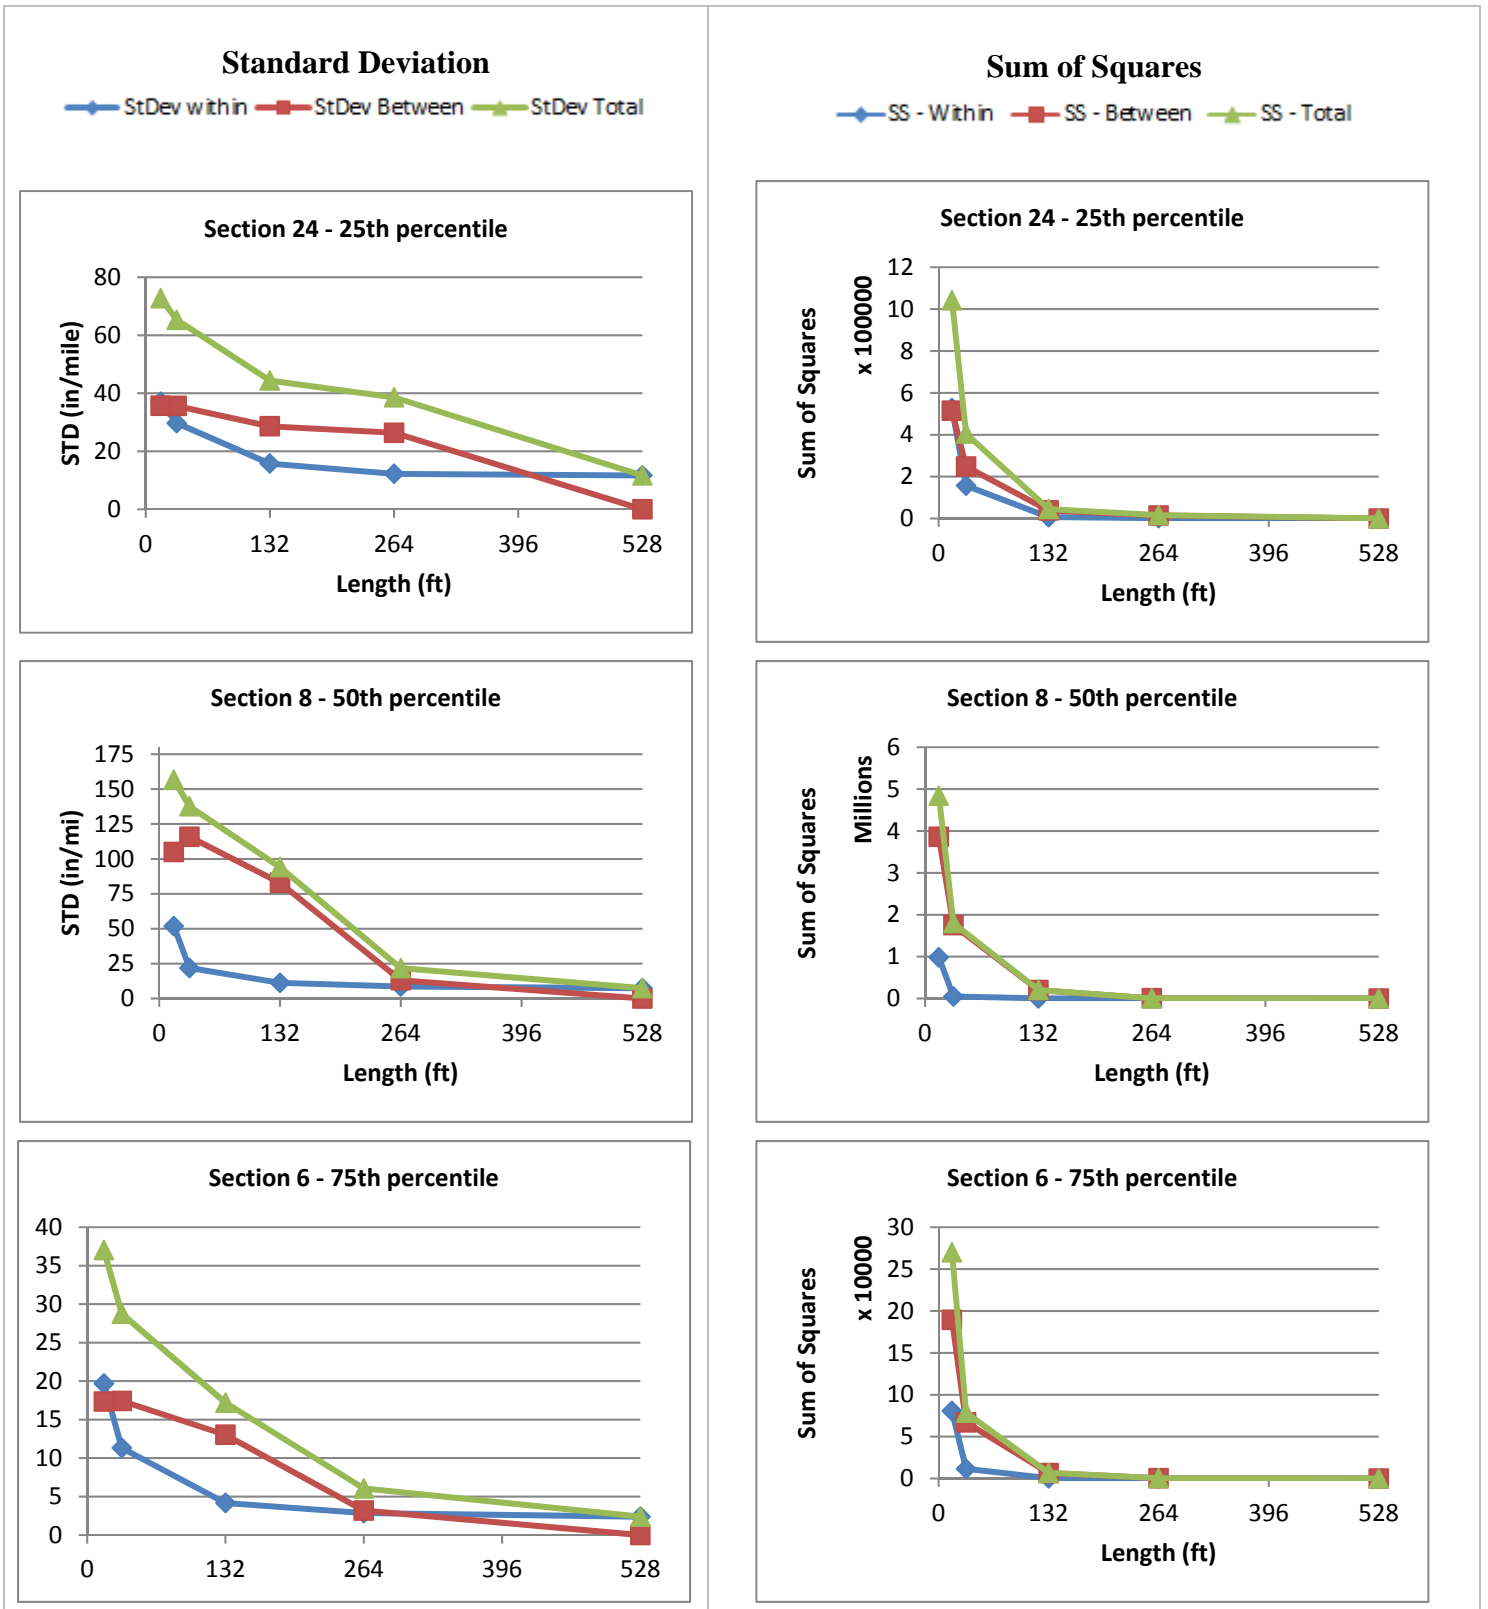 Standard Deviation
StDev within StDev Between StDev Total
Section 24 - 25th percentile
80
60
40
20
0
STD (in/mile)
0 132 264 396 528
Length (ft)
Section 8 - 50th percentile
175
150
125
100
75
50
25
0
STD (in/mi)
0 132 264 396 528
Length (ft)
Section 6 - 75th percentile
40
35
30
25
20
15
10
5
0
0 132 264 396 528
Sum of Squares
SS - Within SS - Between SS - Total
Section 24 - 25th percentile
12
10
8
6
4
2
0
Sum of Squares
x 100000
0 132 264 396 528
Length (ft)
Section 8 - 50th percentile
6
5
4
3
2
1
0
Sum of Squares
Millions
0 132 264 396 528
Length (ft)
Section 6 - 75th percentile
30
25
20
15
10
5
0
Sum of Squares
x 10000
0 132 264 396 528
Length (ft)